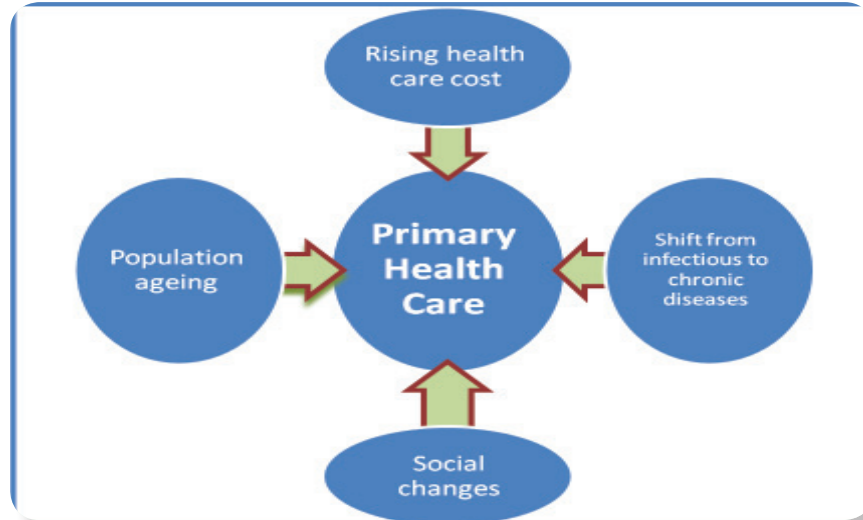 Rising health
care cost
Population
ageing
Primary
Health
Care
Shift from
infectious to
chronic
diseases
Social
changes